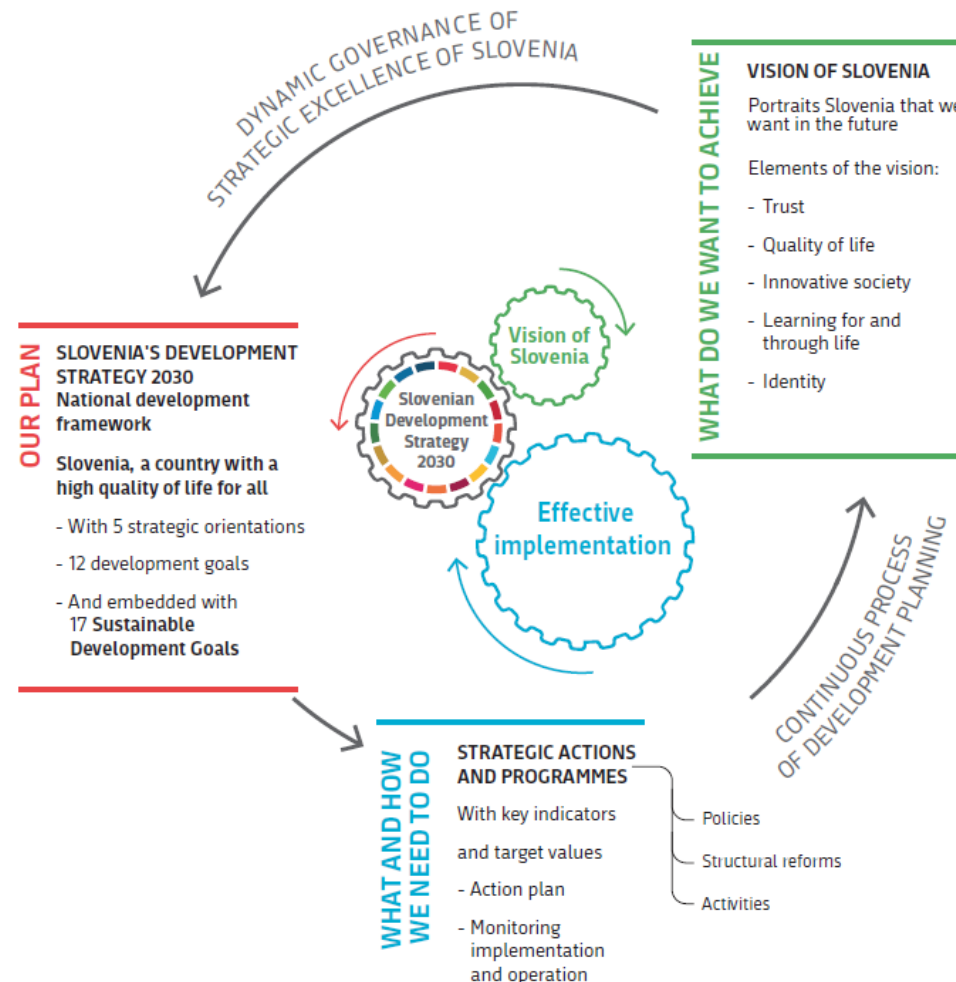 DYNAMIC GOVERNANCE OF
STRATEGIC EXCELLENCE OF SLOVENIA
WHAT DO WE WANT TO ACHIEVE
VISION OF SLOVENIA
Portraits Slovenia that we
want in the future
Elements of the vision:
- Trust
- Quality of life
- Innovative society
- Learning for and
through life
- Identity
OUR PLAN
SLOVENIA'S DEVELOPMENT
STRATEGY 2030
National development
framework
Slovenia, a country with a
high quality of life for all
- With 5 strategic orientations
- 12 development goals
- And embedded with
17 Sustainable
Development Goals
Vision of
Slovenia
Slovenian
Development
Strategy
2030
Effective
implementation
CONTINUOUS PROCESS
OF DEVELOPMENT PLANNING
WHAT AND HOW
WE NEED TO DO
STRATEGIC ACTIONS
AND PROGRAMMES
With key indicators
and target values
- Action plan
- Monitoring
implementation
and operation
Policies
Structural reforms
Activities